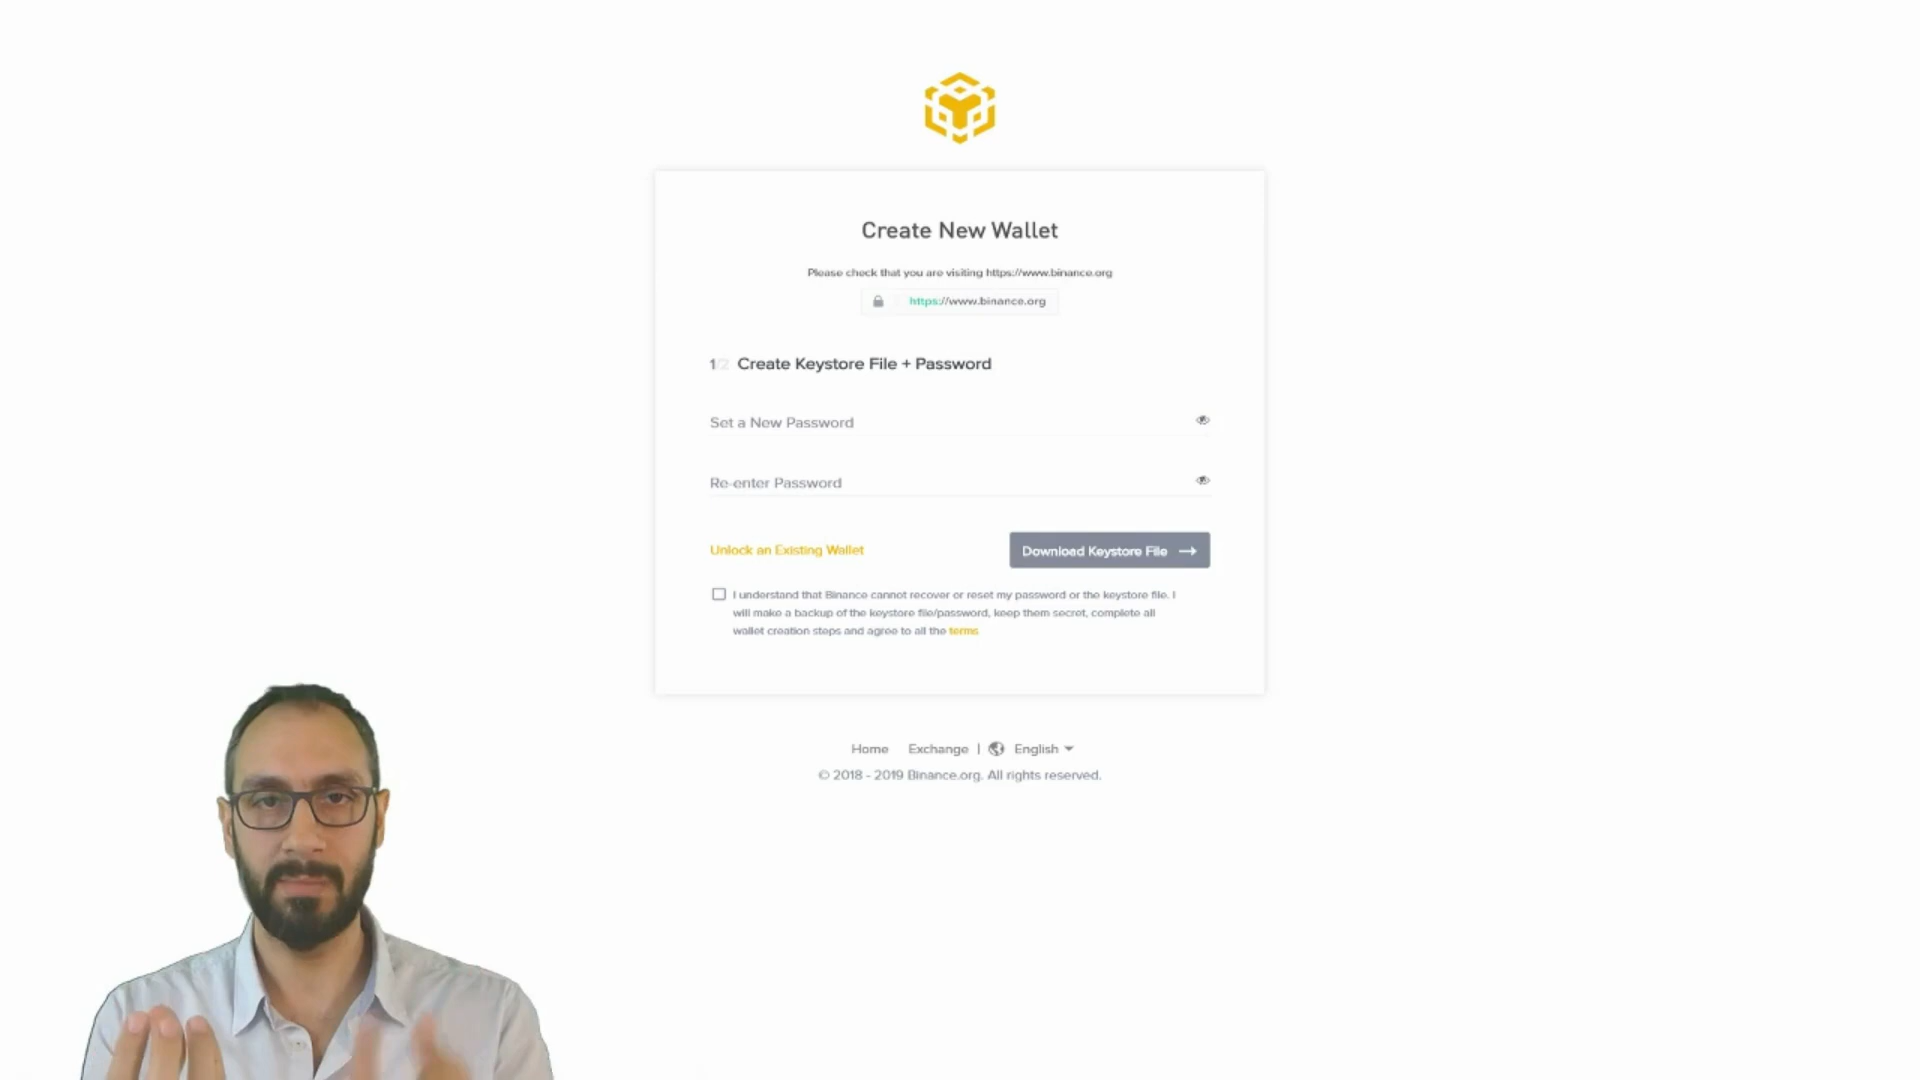 Create New Wallet
Please check that you are visiting https://www.binance.org
https://www.binance.org
1/2 Create Keystore File + Password
Set a New Password
Re-enter Password
Unlock an Existing Wallet
Download Keystore File
I understand that Binance cannot recover or reset my password or the keystore file. I
will make a backup of the keystore file/password, keep them secret, complete all
wallet creation steps and agree to all the terms
Home Exchange | English
© 2018 - 2019 Binance.org. All rights reserved.